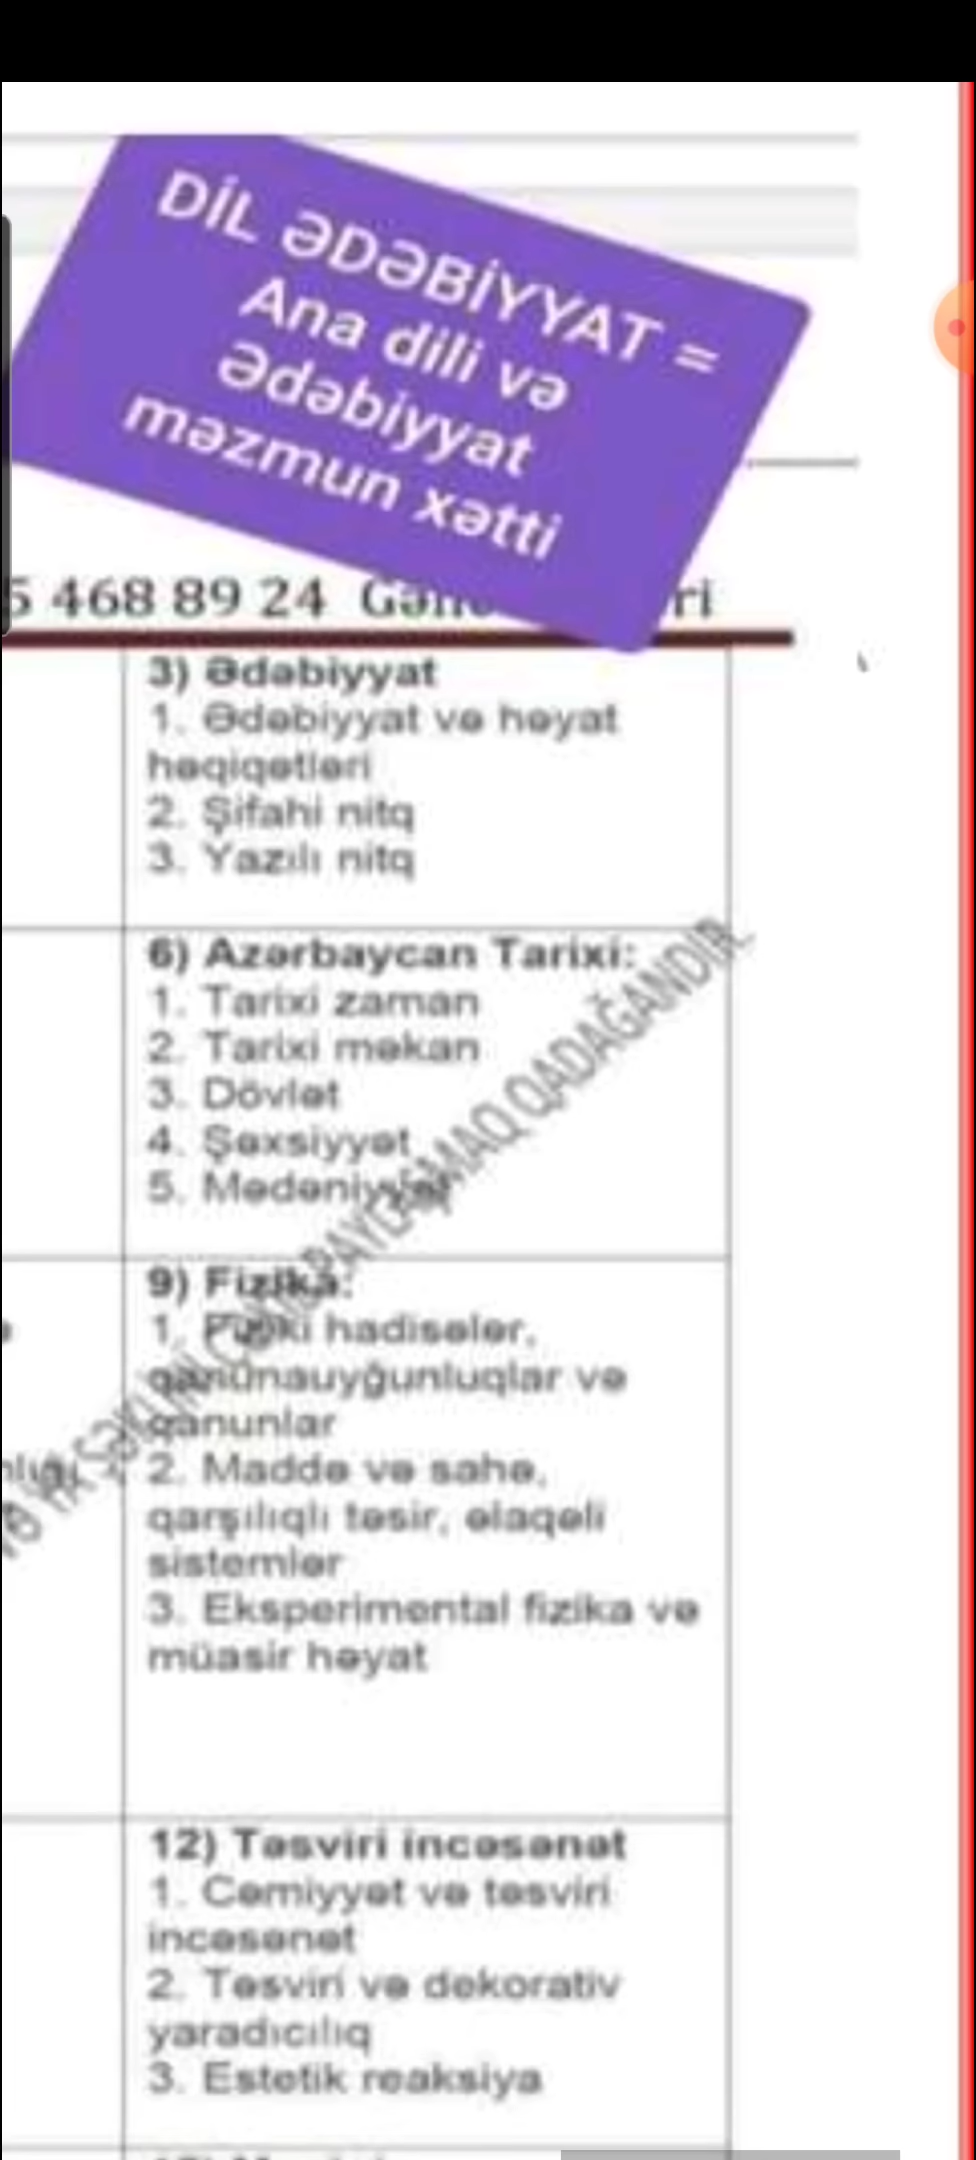 DİL ƏDƏBİYYAT =
Ana dili və
Ədəbiyyat
məzmun xətti
5 468 89 24
3) Ədəbiyyat
1. Ədəbiyyat və həyat
həqiqətləri
2. Şifahi nitq
3. Yazılı nitq
6) Azərbaycan Tarixi:
1. Tarixi zaman
2. Tarixi məkan
3. Dövlət
4. Şəxsiyyət
5. Mədəniyyət
QADAĞANDIR.
9) Fizika:
1. Fiziki hadisələr,
qanunauyğunluqlar və
qanunlar
2. Maddə və sahə,
qarşılıqlı təsir, əlaqəli
sistemlər
3. Eksperimental fizika və
müasir həyat
12) Təsviri incəsənət
1. Cəmiyyət və təsviri
incəsənət
2. Təsviri və dekorativ
yaradıcılıq
3. Estetik reaksiya